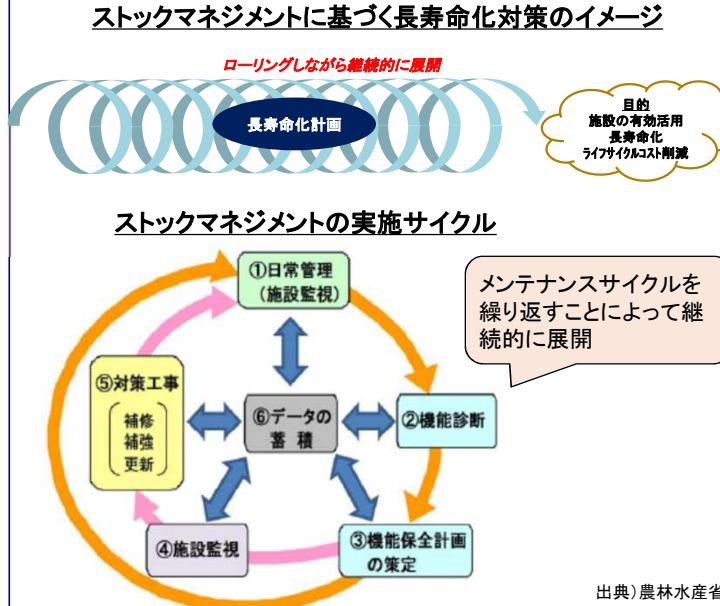 ストックマネジメントに基づく長寿命化対策のイメージ
ローリングしながら継続的に展開
長寿命化計画
目的
施設の有効活用
長寿命化
ライフサイクルコスト削減
ストックマネジメントの実施サイクル
①日常管理
（施設監視）
メンテナンスサイクルを
繰り返すことによって継
続的に展開
⑤対策工事
補修
補強
更新
⑥データの
蓄積
②機能診断
④施設監視
③機能保全計画
の策定
出典）農林水産省